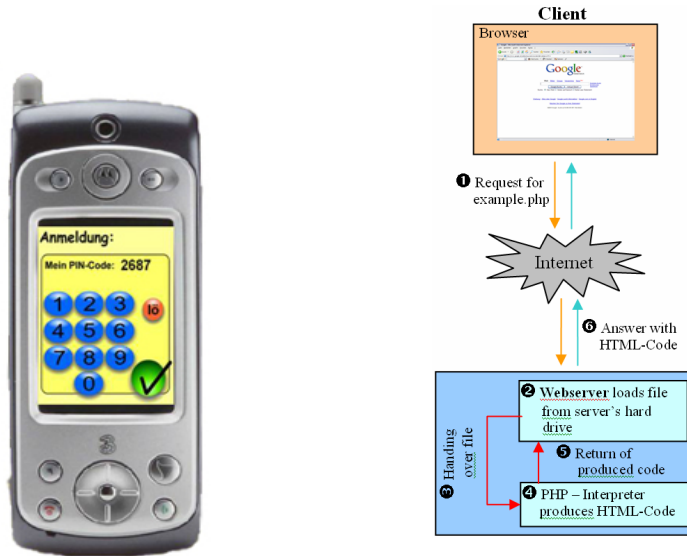 Anmeldung:
Mein PIN-Code: 2687
1 2 3
lö
4 5 6
7 8 9
0
3
Client
Browser
Google
❶ Request for
example.php
Internet
❻ Answer with
HTML-Code
❷ Webserver loads file
from server's hard
drive
❸ Handing
over file
❺ Return of
produced code
❹ PHP – Interpreter
produces HTML-Code